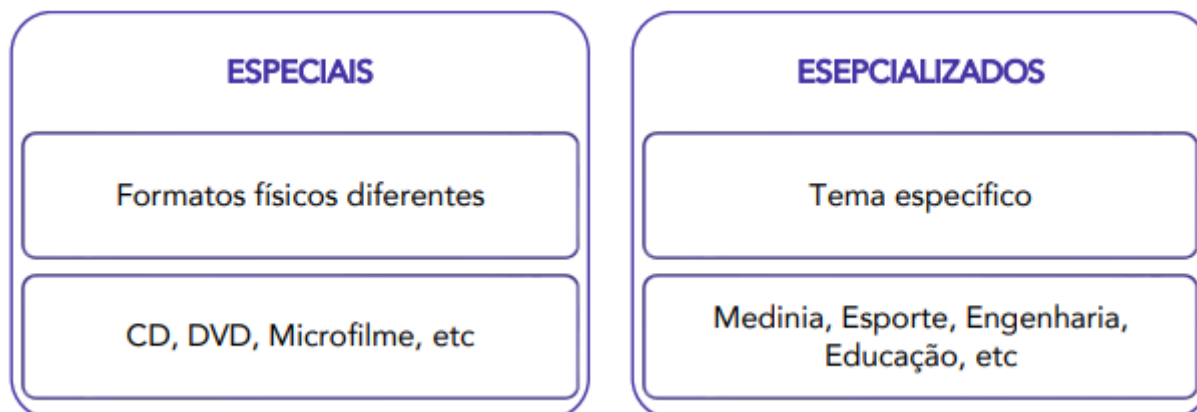 ESPECIAIS
Formatos físicos diferentes
CD, DVD, Microfilme, etc
ESEPCIALIZADOS
Tema específico
Medinia, Esporte, Engenharia,
Educação, etc